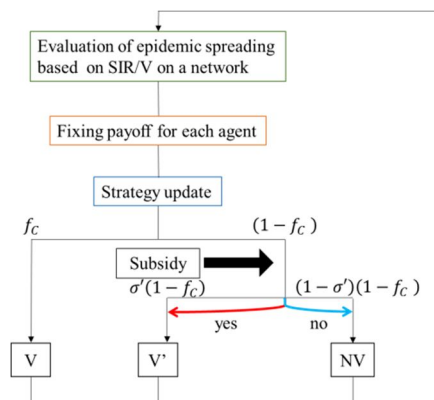 Evaluation of epidemic spreading
based on SIR/V on a network
Fixing payoff for each agent
Strategy update
f_C
(1 − f_C)
Subsidy
σ′(1 − f_C)
(1 − σ′)(1 − f_C)
yes
no
V
V’
NV